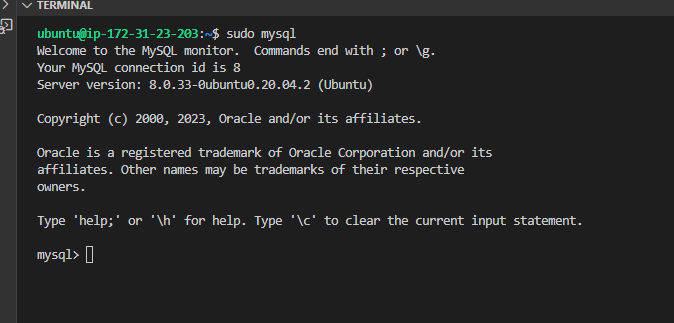 TERMINAL
ubuntu@ip-172-31-23-203:~$ sudo mysql
Welcome to the MySQL monitor.  Commands end with ; or \g.
Your MySQL connection id is 8
Server version: 8.0.33-0ubuntu0.20.04.2 (Ubuntu)
Copyright (c) 2000, 2023, Oracle and/or its affiliates.
Oracle is a registered trademark of Oracle Corporation and/or its
affiliates. Other names may be trademarks of their respective
owners.
Type 'help;' or '\h' for help. Type '\c' to clear the current input statement.
mysql>